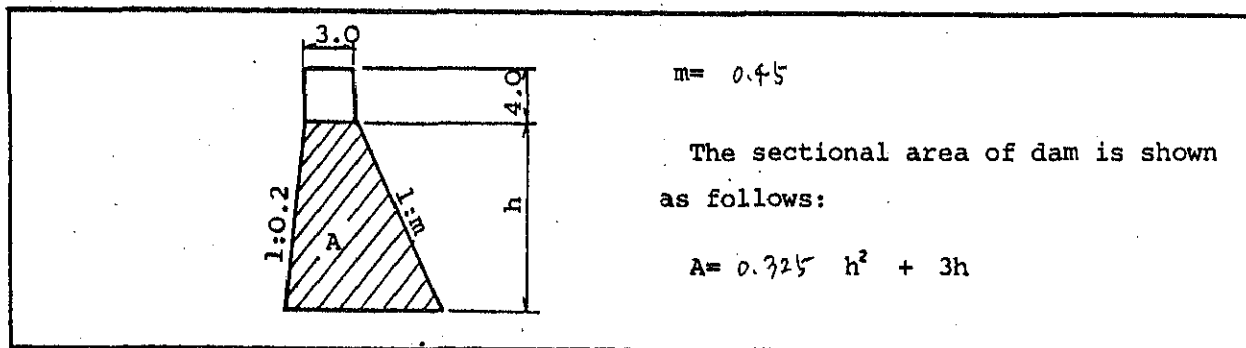 3.0
4.0
h
1:0.2
A
1:m
m= 0.45
The sectional area of dam is shown
as follows:
A= 0.325 h² + 3h